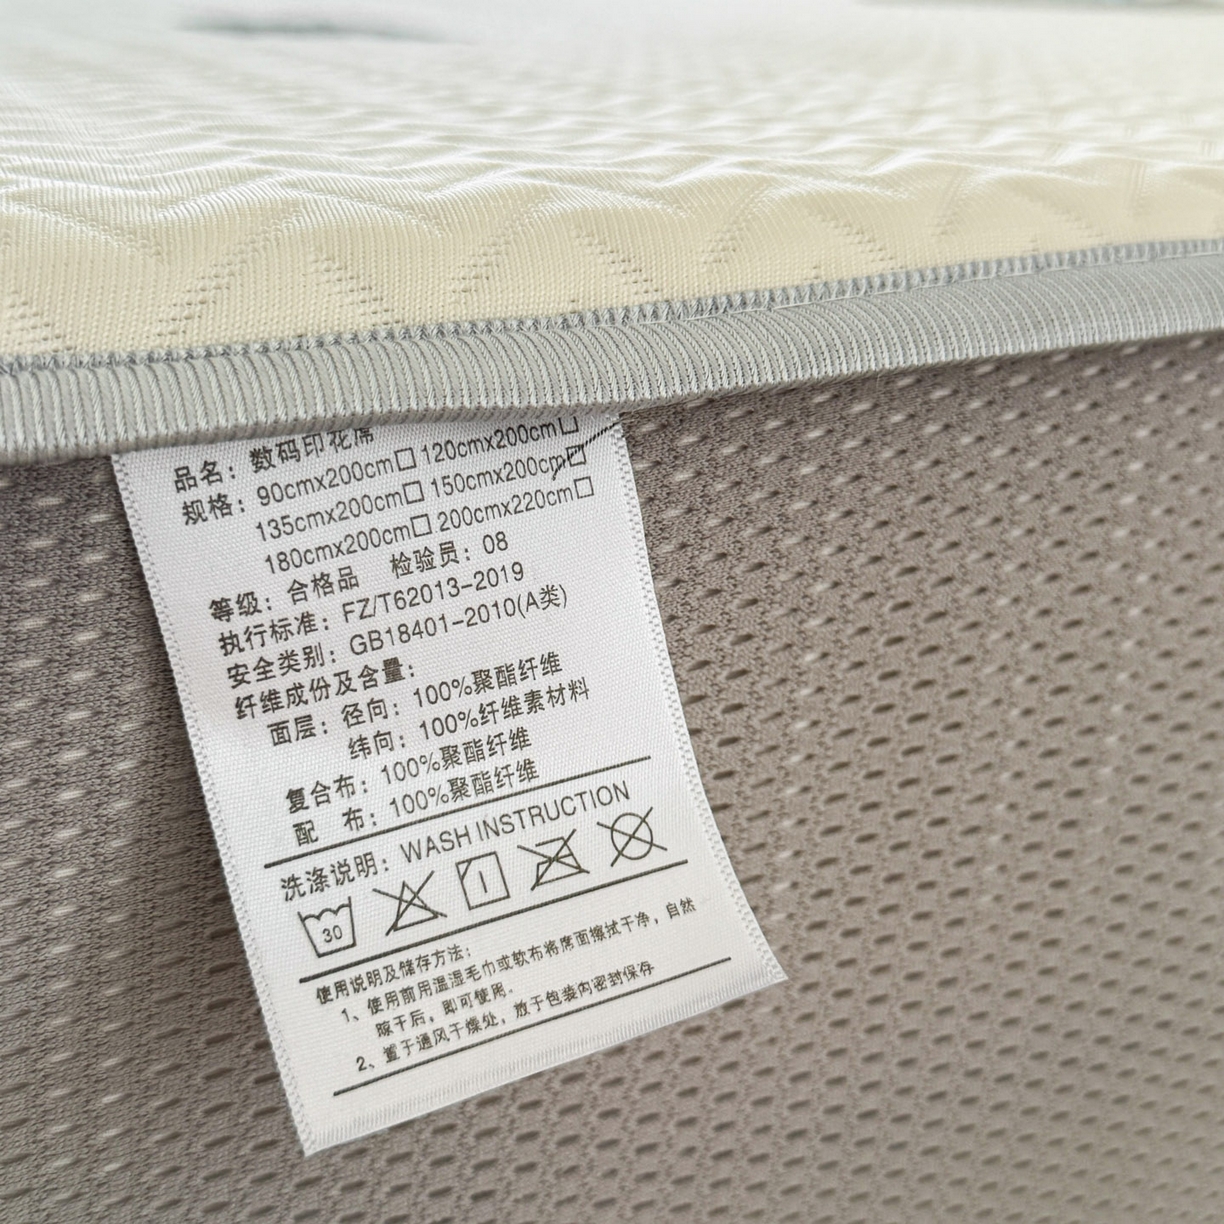 品名：数码印花席
规格：90cmx200cm□ 120cmx200cm□
135cmx200cm□ 150cmx200cm☑
180cmx200cm□ 200cmx220cm□
等级：合格品 检验员：08
执行标准：FZ/T62013-2019
安全类别：GB18401-2010(A类)
纤维成份及含量：
面层：径向：100%聚酯纤维
纬向：100%纤维素材料
复合布：100%聚酯纤维
配 布：100%聚酯纤维
洗涤说明：WASH INSTRUCTION
30
使用说明及储存方法：
1、使用前用温湿毛巾或软布将席面擦拭干净，自然
晾干后，即可使用。
2、置于通风干燥处，放于包装内密封保存